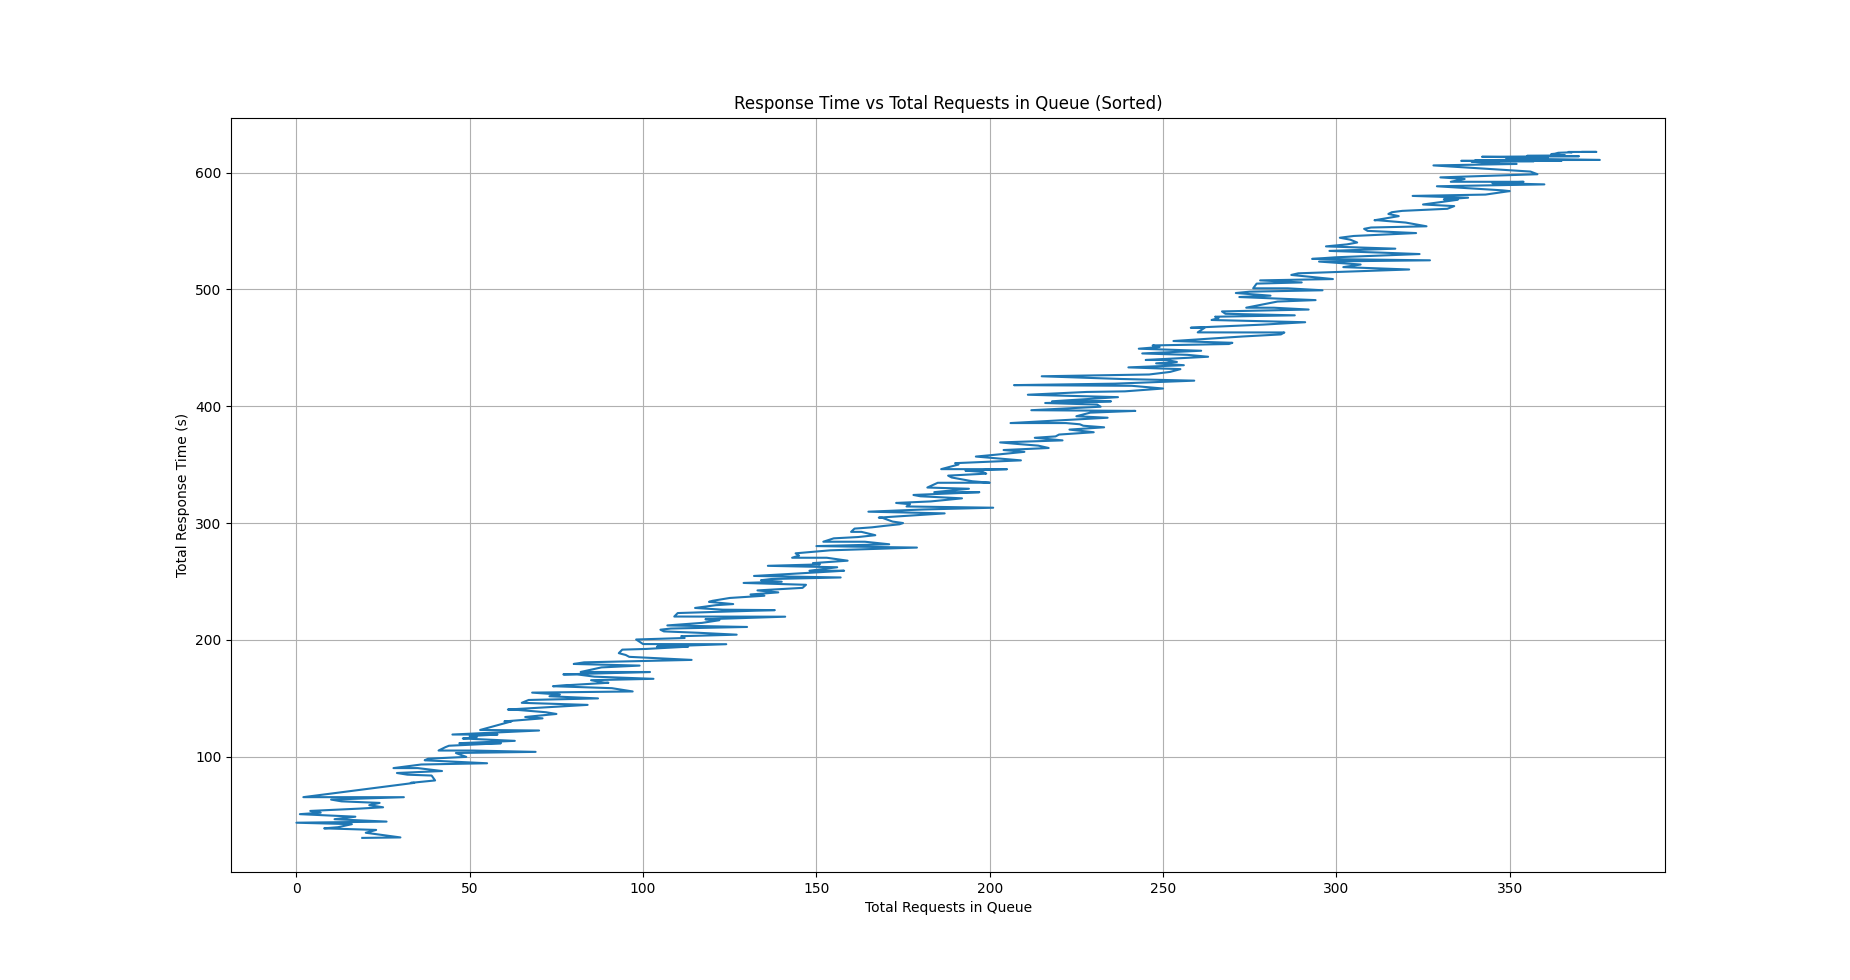 Response Time vs Total Requests in Queue (Sorted)
Total Response Time (s)
600
500
400
300
200
100
0 50 100 150 200 250 300 350
Total Requests in Queue